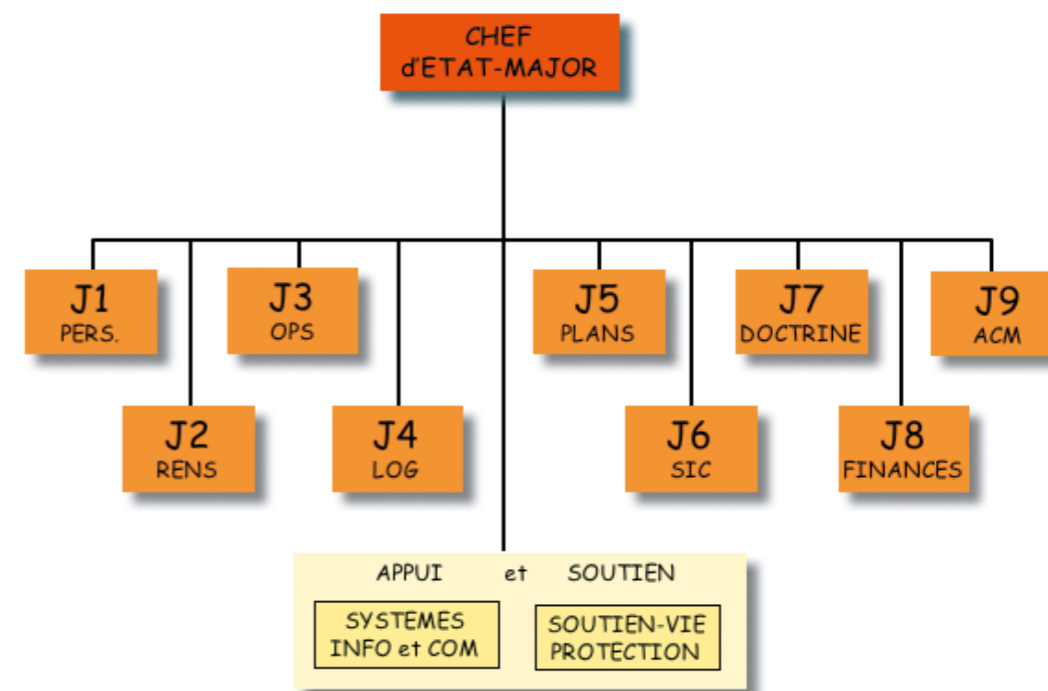 CHEF
d'ETAT-MAJOR
J1
PERS.
J3
OPS
J5
PLANS
J7
DOCTRINE
J9
ACM
J2
RENS
J4
LOG
J6
SIC
J8
FINANCES
APPUI et SOUTIEN
SYSTEMES
INFO et COM
SOUTIEN-VIE
PROTECTION